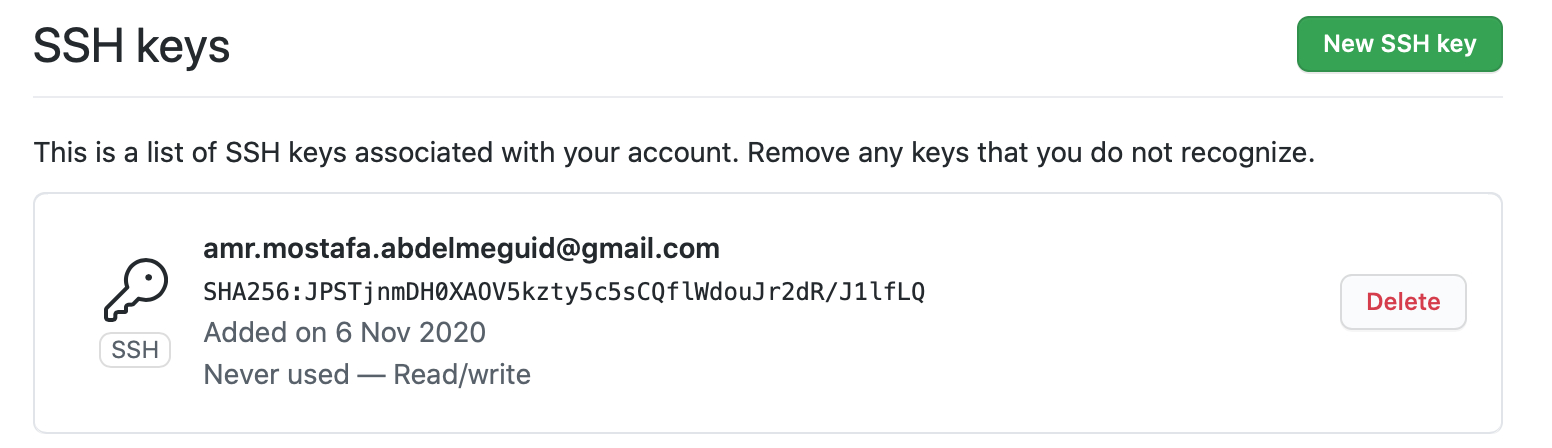 SSH keys
New SSH key
This is a list of SSH keys associated with your account. Remove any keys that you do not recognize.
amr.mostafa.abdelmeguid@gmail.com
SHA256:JPSTjnmDH0XAOV5kzty5c5sCQflWdouJr2dR/J1lfLQ
Added on 6 Nov 2020
Never used — Read/write
SSH
Delete